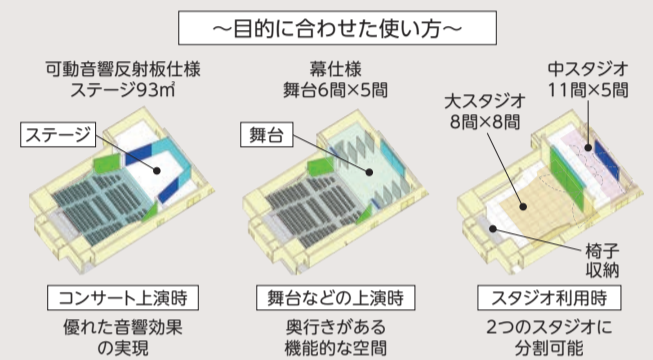 ～目的に合わせた使い方～
可動音響反射板仕様
ステージ93㎡
ステージ
コンサート上演時
優れた音響効果
の実現
幕仕様
舞台6間×5間
舞台
舞台などの上演時
奥行きがある
機能的な空間
中スタジオ
11間×5間
大スタジオ
8間×8間
椅子
収納
スタジオ利用時
2つのスタジオに
分割可能